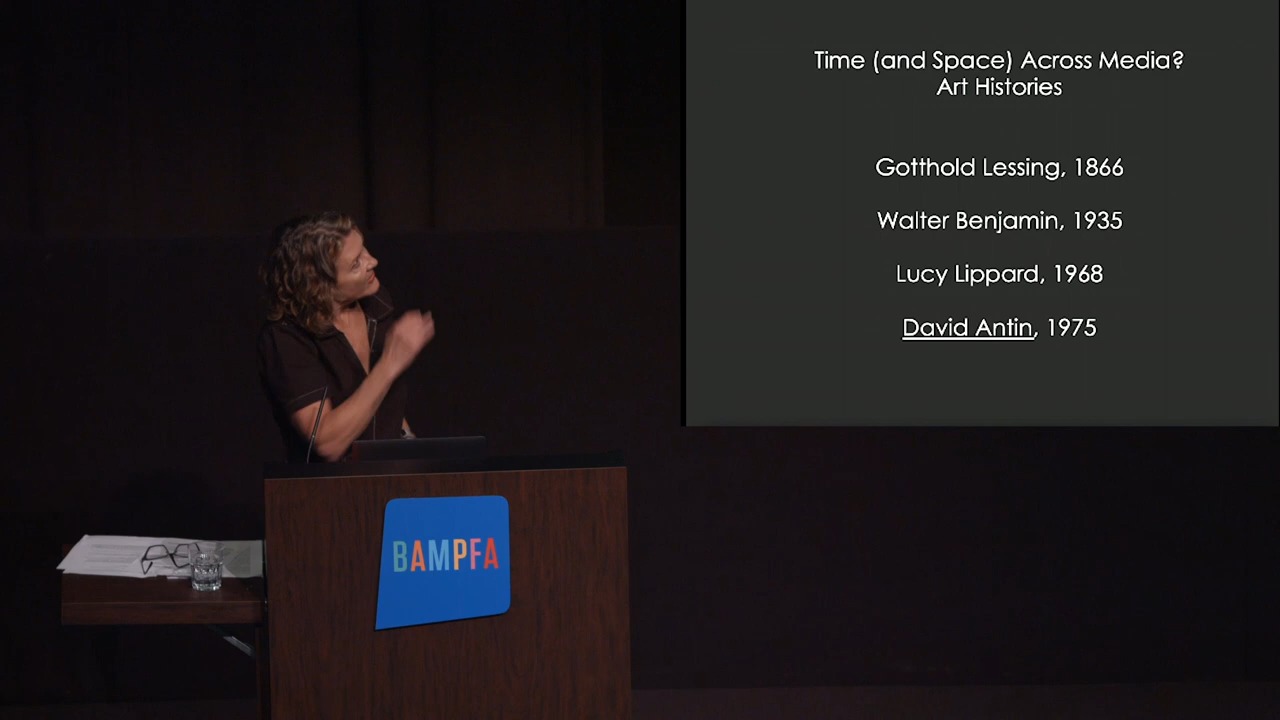 Time (and Space) Across Media?
Art Histories
Gotthold Lessing, 1866
Walter Benjamin, 1935
Lucy Lippard, 1968
David Antin, 1975
BAMPFA